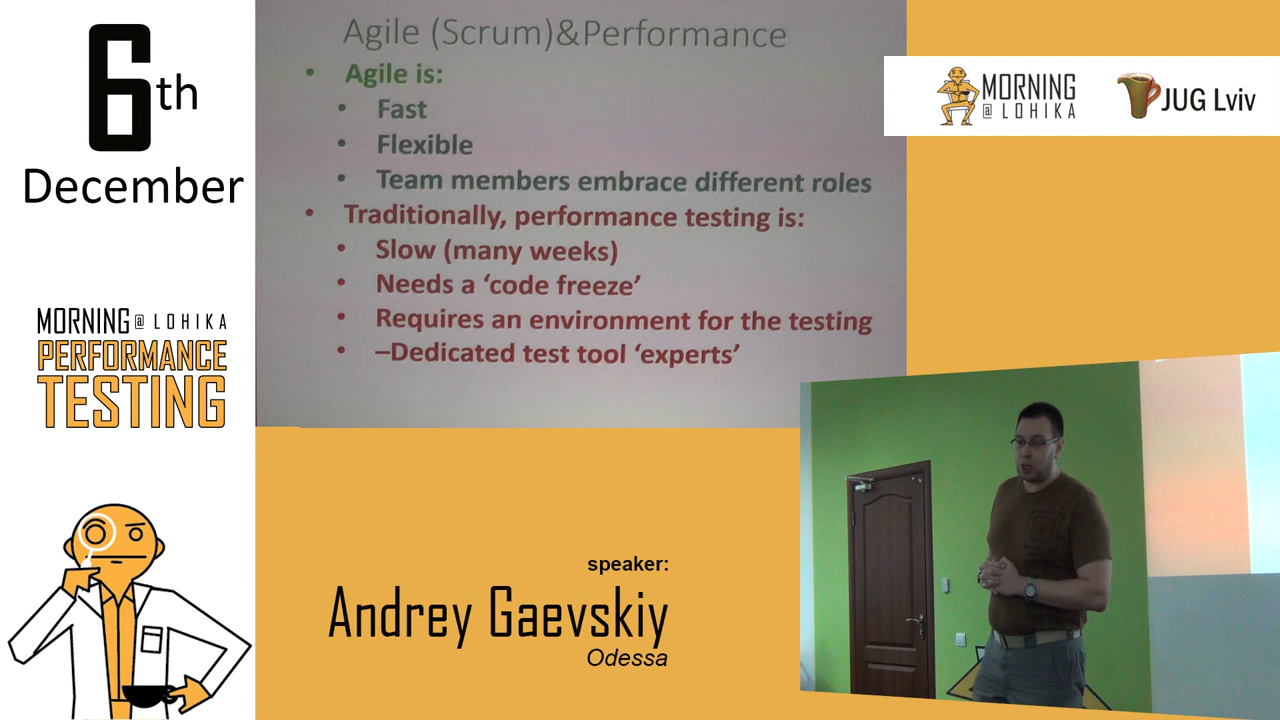 6th
December
MORNING @ LOHIKA
PERFORMANCE
TESTING
Agile (Scrum)&Performance
• Agile is:
• Fast
• Flexible
• Team members embrace different roles
• Traditionally, performance testing is:
• Slow (many weeks)
• Needs a ‘code freeze’
• Requires an environment for the testing
• –Dedicated test tool ‘experts’
MORNING
@ LOHIKA
JUG Lviv
speaker:
Andrey Gaevskiy
Odessa